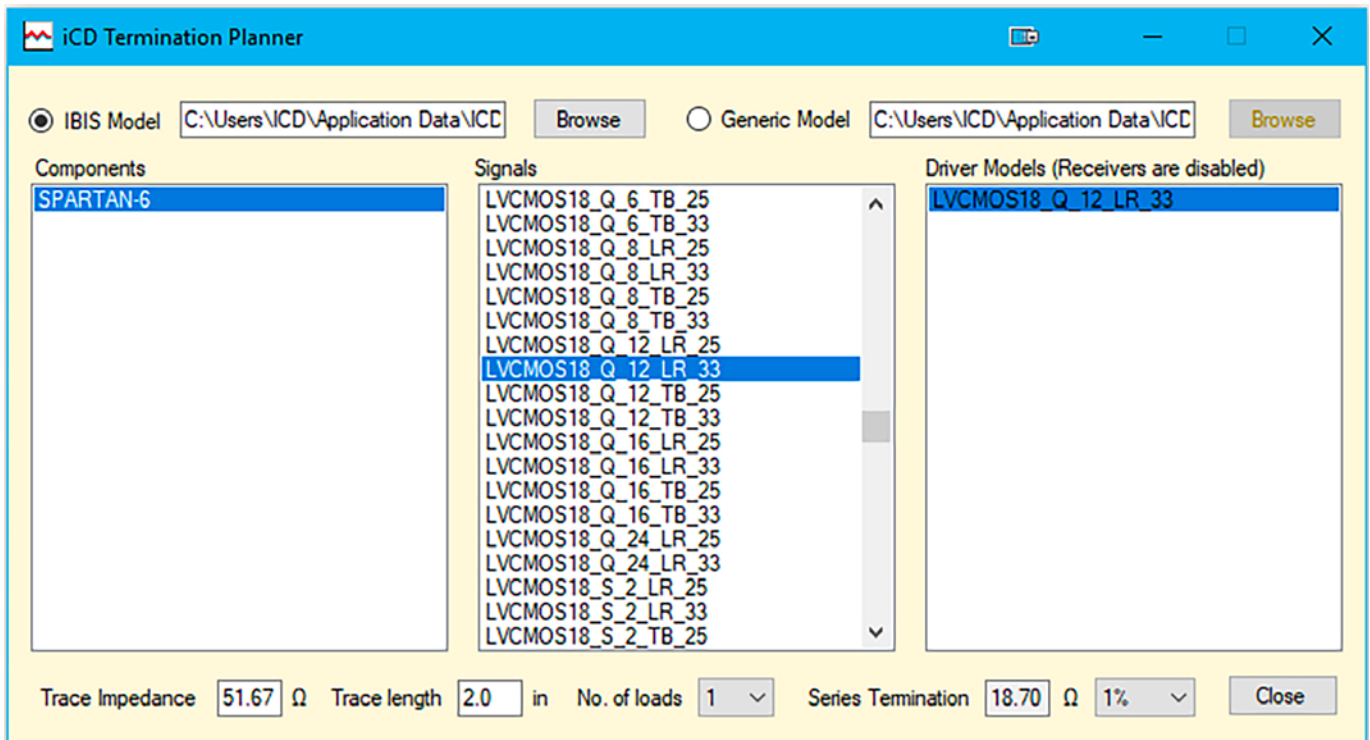 iCD Termination Planner
IBIS Model C:\Users\ICD\Application Data\ICD Browse Generic Model C:\Users\ICD\Application Data\ICD Browse
Components Signals Driver Models (Receivers are disabled)
SPARTAN-6 LVCMOS18_Q_6_TB_25 LVCMOS18_Q_12_LR_33
LVCMOS18_Q_6_TB_33
LVCMOS18_Q_8_LR_25
LVCMOS18_Q_8_LR_33
LVCMOS18_Q_8_TB_25
LVCMOS18_Q_8_TB_33
LVCMOS18_Q_12_LR_25
LVCMOS18_Q_12_LR_33
LVCMOS18_Q_12_TB_25
LVCMOS18_Q_12_TB_33
LVCMOS18_Q_16_LR_25
LVCMOS18_Q_16_LR_33
LVCMOS18_Q_16_TB_25
LVCMOS18_Q_16_TB_33
LVCMOS18_Q_24_LR_25
LVCMOS18_Q_24_LR_33
LVCMOS18_S_2_LR_25
LVCMOS18_S_2_LR_33
LVCMOS18_S_2_TB_25
Trace Impedance 51.67 Ω Trace length 2.0 in No. of loads 1 Series Termination 18.70 Ω 1% Close